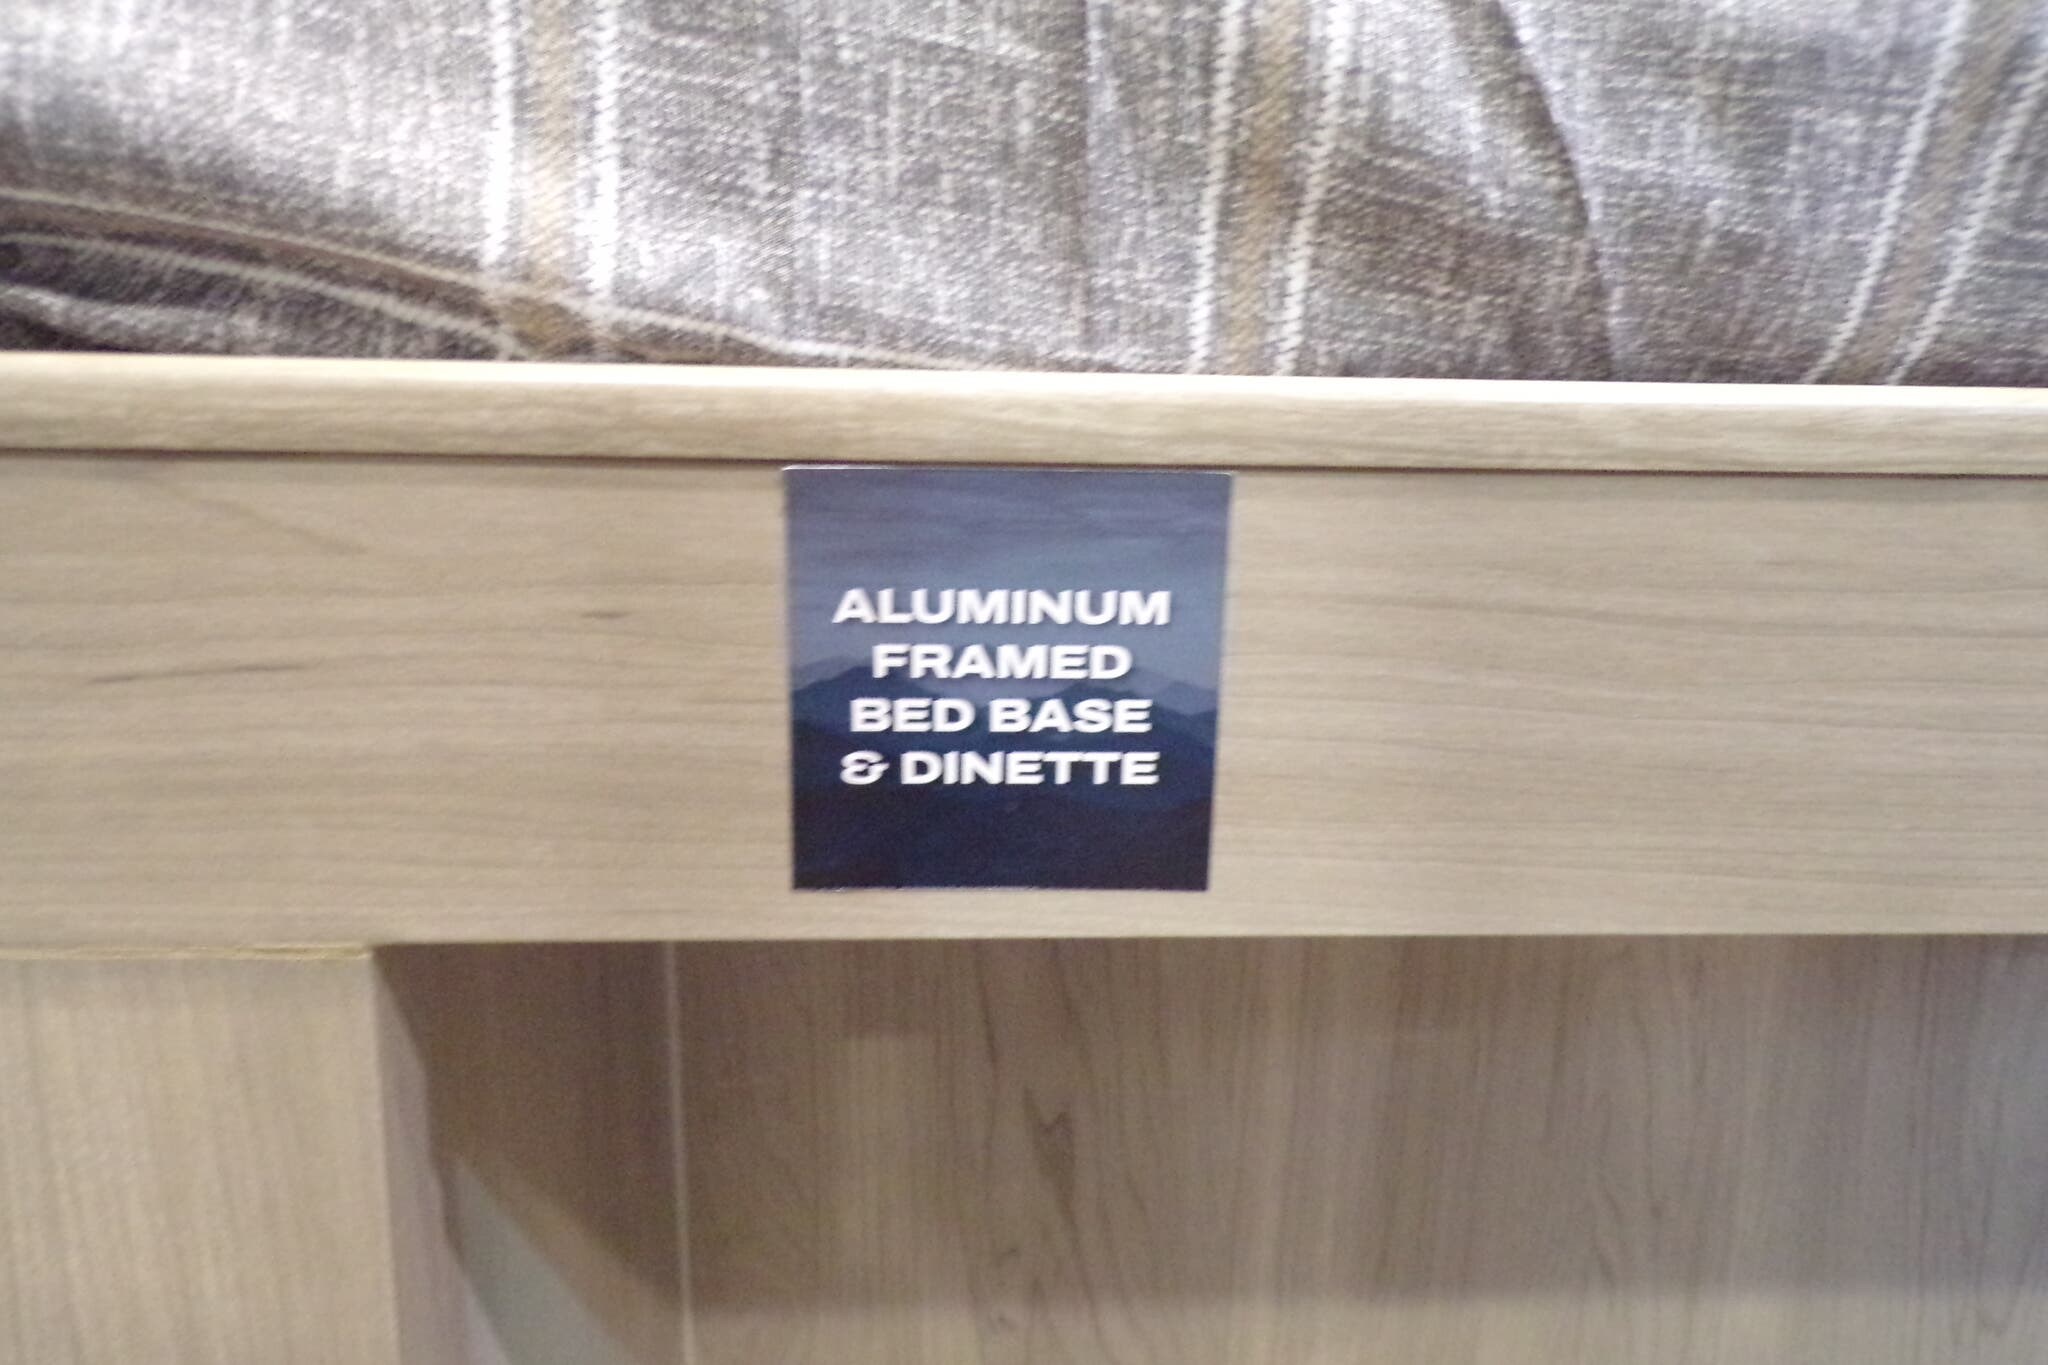 ALUMINUM
FRAMED
BED BASE
& DINETTE